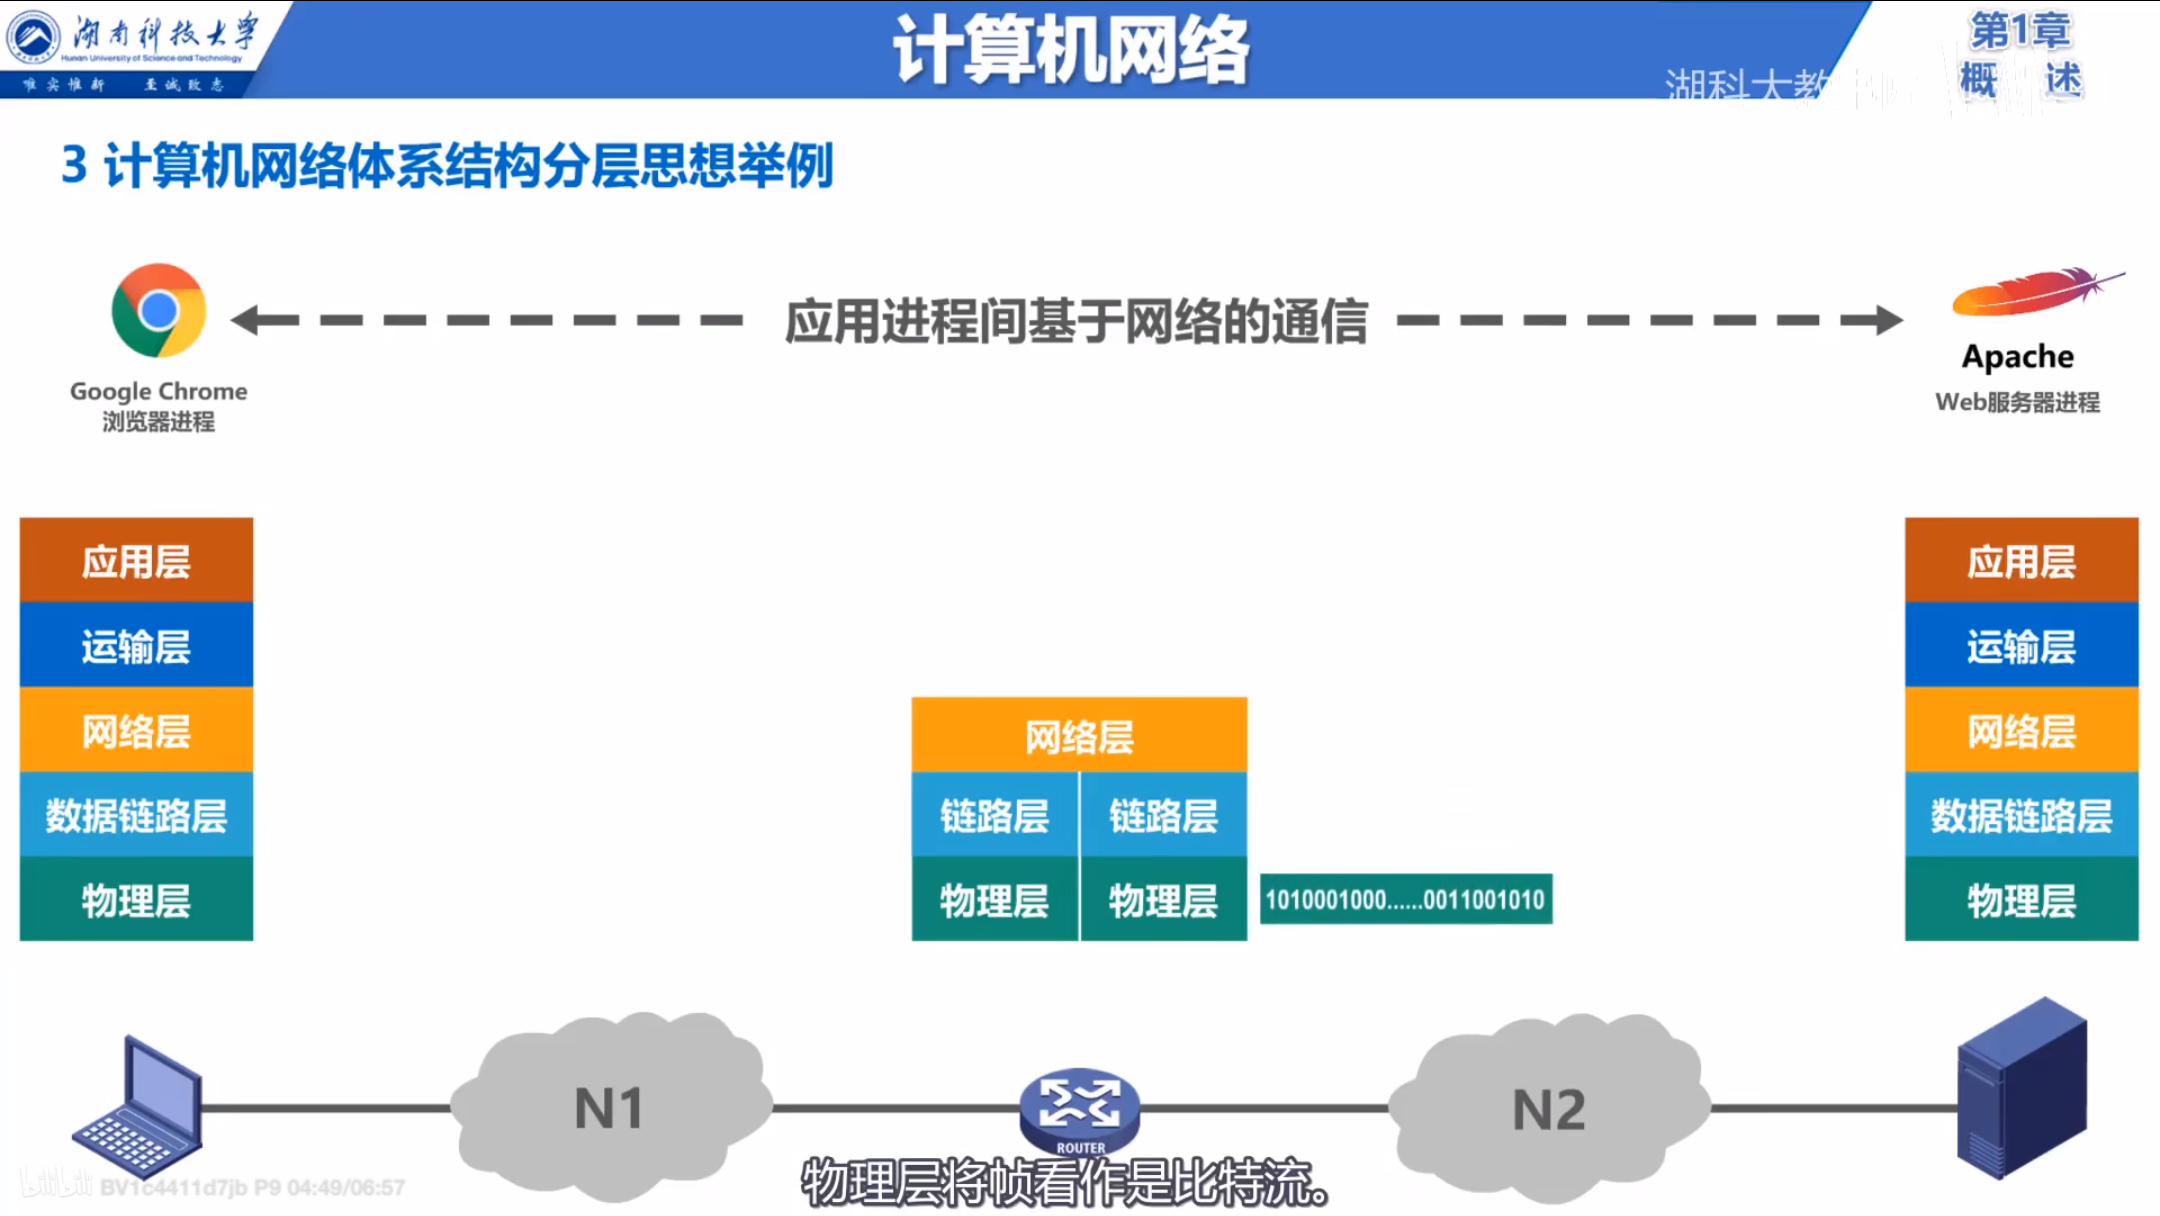 湖南科技大学
Hunan University of Science and Technology
唯实惟新 至诚致志
计算机网络
第1章
概 述
湖科大教
3 计算机网络体系结构分层思想举例
应用进程间基于网络的通信
Google Chrome
浏览器进程
Apache
Web服务器进程
应用层
运输层
网络层
数据链路层
物理层
网络层
链路层 链路层
物理层 物理层
1010001000......0011001010
应用层
运输层
网络层
数据链路层
物理层
N1
ROUTER
N2
物理层将帧看作是比特流。
bilibili BV1c4411d7jb P9 04:49/06:57